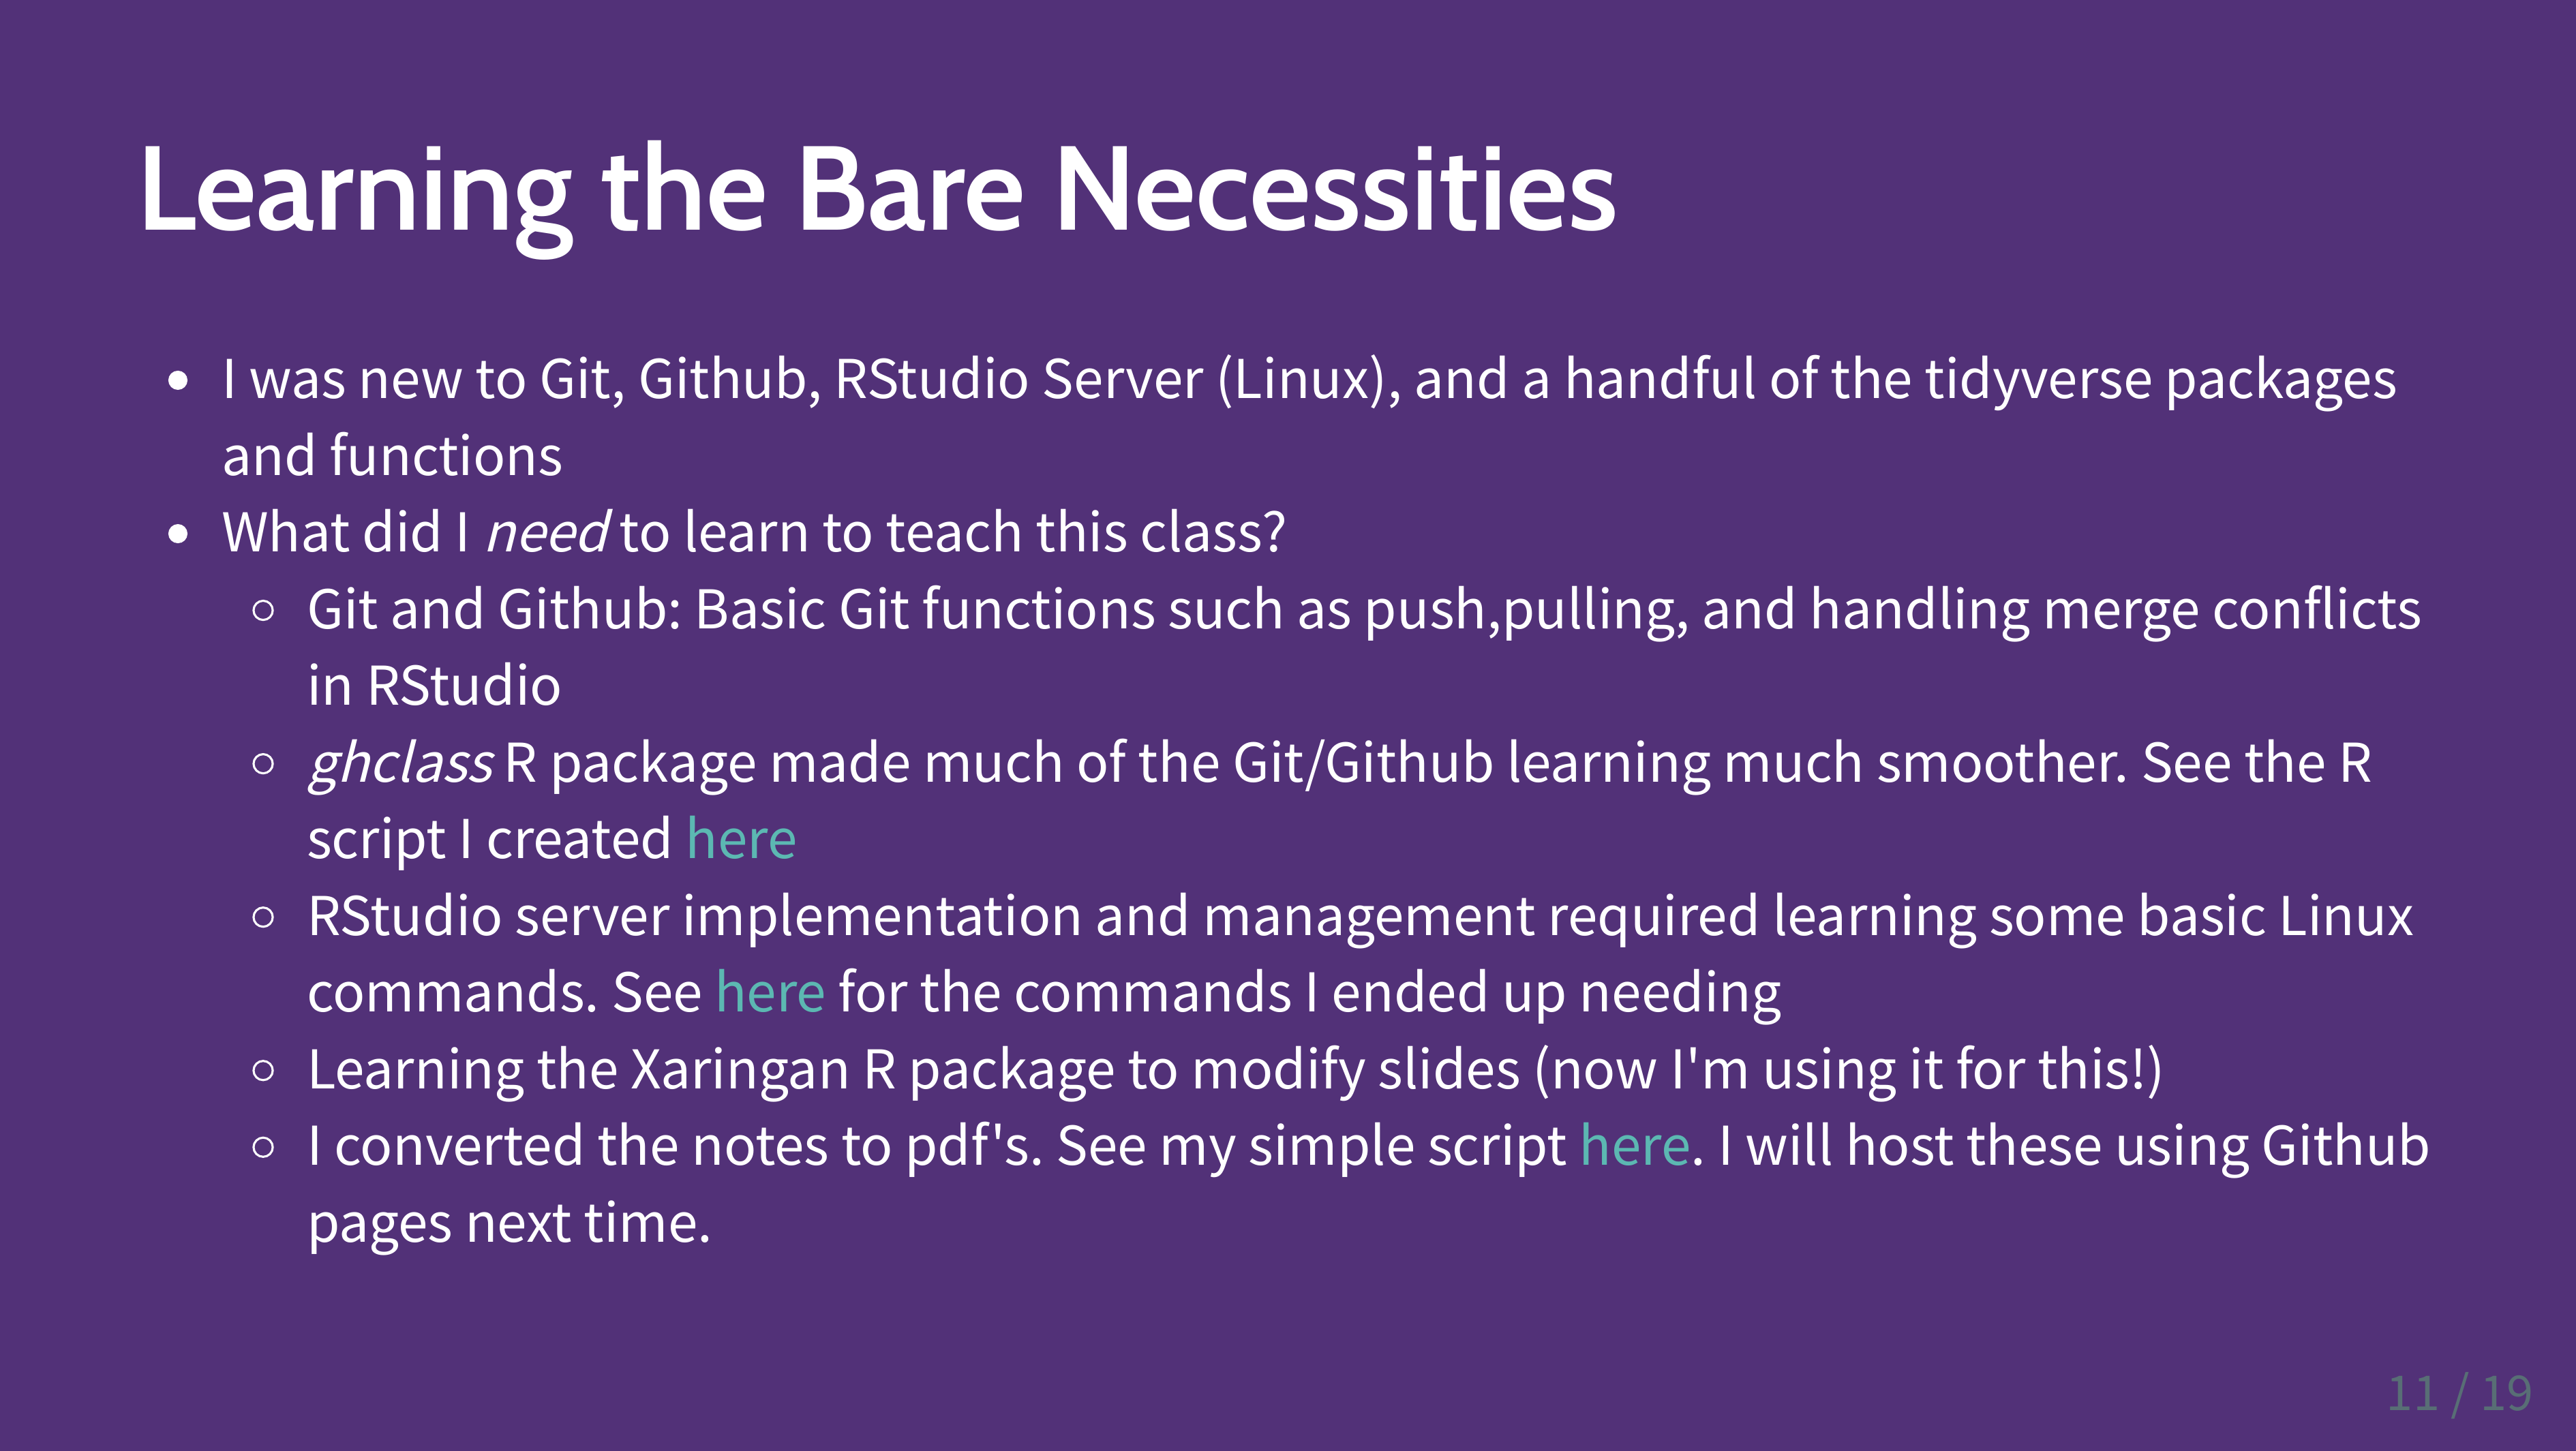 Learning the Bare Necessities
• I was new to Git, Github, RStudio Server (Linux), and a handful of the tidyverse packages
and functions
• What did I need to learn to teach this class?
○ Git and Github: Basic Git functions such as push,pulling, and handling merge conflicts
in RStudio
○ ghclass R package made much of the Git/Github learning much smoother. See the R
script I created here
○ RStudio server implementation and management required learning some basic Linux
commands. See here for the commands I ended up needing
○ Learning the Xaringan R package to modify slides (now I'm using it for this!)
○ I converted the notes to pdf's. See my simple script here. I will host these using Github
pages next time.
11 / 19